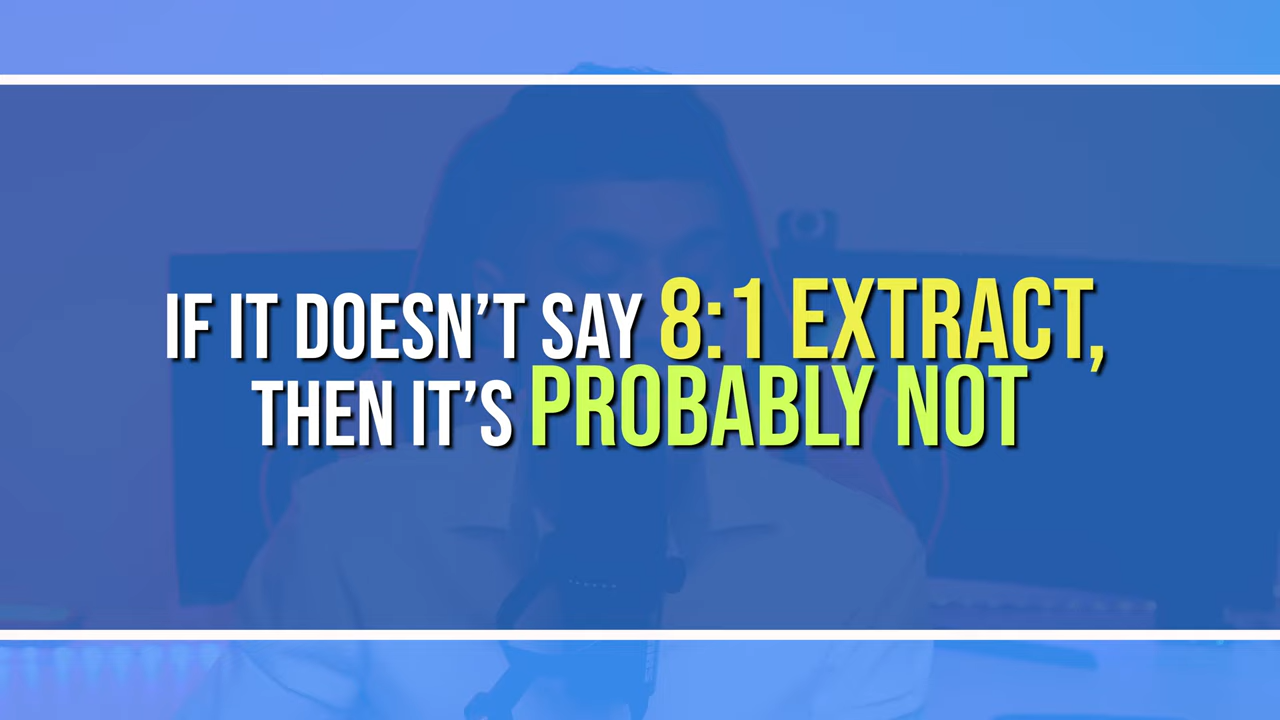 IF IT DOESN’T SAY 8:1 EXTRACT,
THEN IT’S PROBABLY NOT